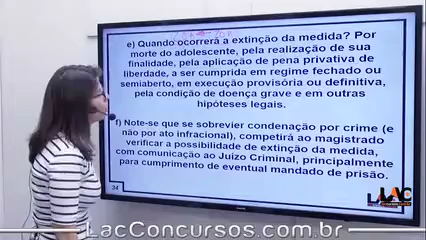 e) Quando ocorrerá a extinção da medida? Por
morte do adolescente, pela realização de sua
finalidade, pela aplicação de pena privativa de
liberdade, a ser cumprida em regime fechado ou
semiaberto, em execução provisória ou definitiva,
pela condição de doença grave e em outras
hipóteses legais.
f) Note-se que se sobrevier condenação por crime (e
não por ato infracional), competirá ao magistrado
verificar a possibilidade de extinção da medida,
com comunicação ao Juízo Criminal, principalmente
para cumprimento de eventual mandado de prisão.
34
LAC
LacConcursos.com.br